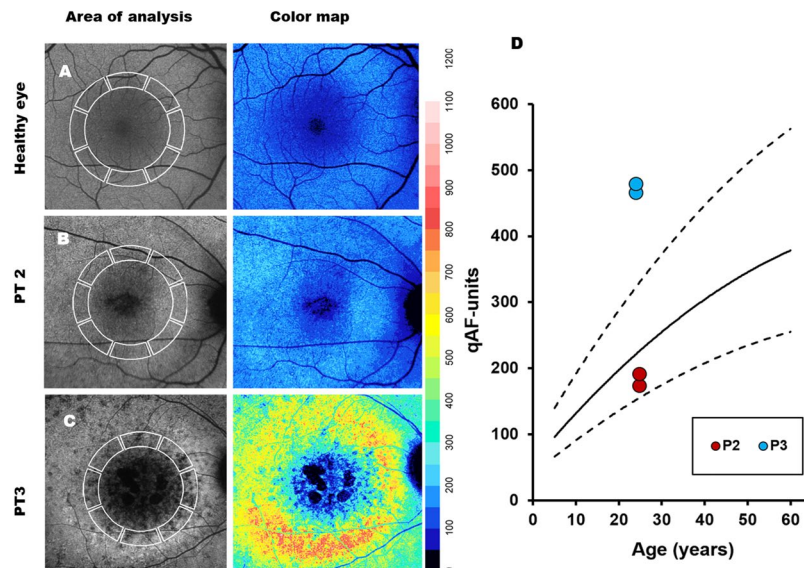 Area of analysis
Color map
D
Healthy eye
A
PT 2
B
PT3
C
1200
1100
1000
900
800
700
600
500
400
300
200
100
0
qAF-units
600
500
400
300
200
100
0
0 10 20 30 40 50 60
Age (years)
P2 P3